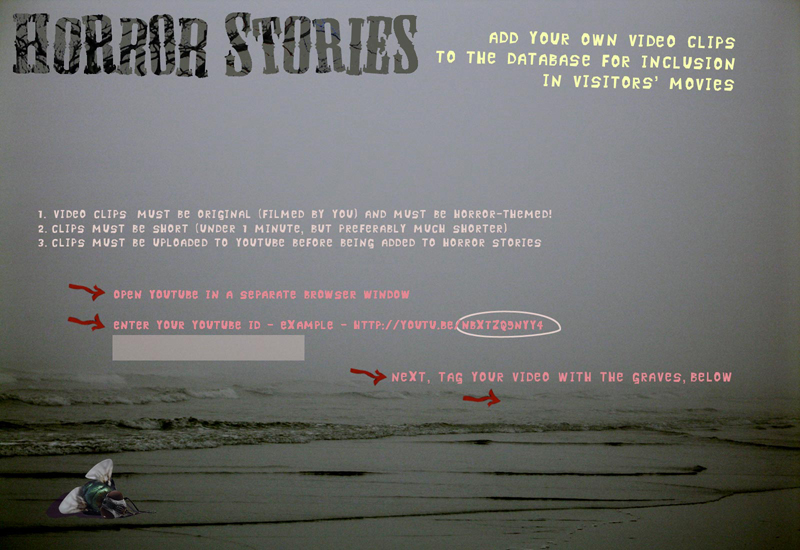 HORROR STORIES
ADD YOUR OWN VIDEO CLIPS
TO THE DATABASE FOR INCLUSION
IN VISITORS' MOVIES
1. VIDEO CLIPS MUST BE ORIGINAL (FILMED BY YOU) AND MUST BE HORROR-THEMED!
2. CLIPS MUST BE SHORT (UNDER 1 MINUTE, BUT PREFERABLY MUCH SHORTER)
3. CLIPS MUST BE UPLOADED TO YOUTUBE BEFORE BEING ADDED TO HORROR STORIES
OPEN YOUTUBE IN A SEPARATE BROWSER WINDOW
ENTER YOUR YOUTUBE ID - EXAMPLE - HTTP://YOUTU.BE/
NEXT, TAG YOUR VIDEO WITH THE GRAVES, BELOW